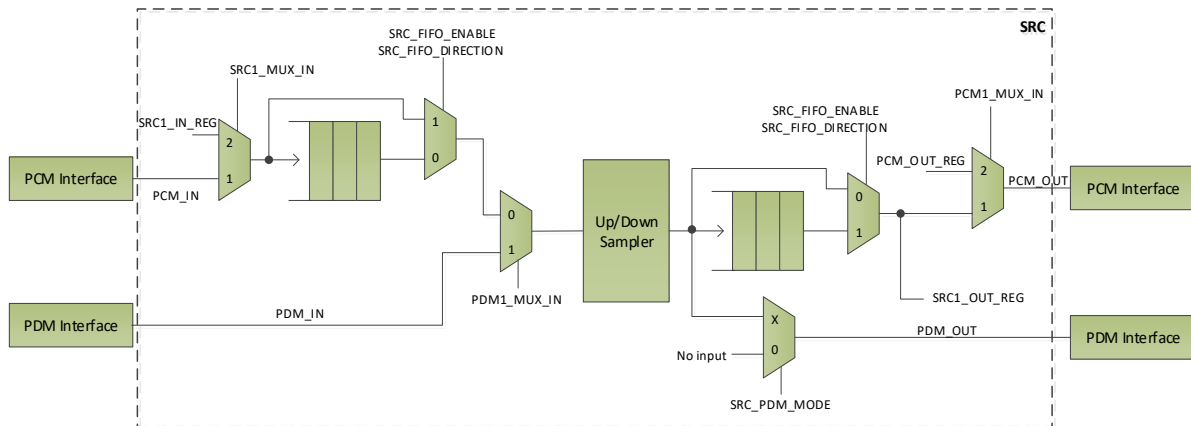 SRC
SRC_FIFO_ENABLE
SRC_FIFO_DIRECTION
SRC1_MUX_IN
SRC1_IN_REG
2
1
1
0
PCM Interface
PCM_IN
0
1
PDM1_MUX_IN
PDM Interface
PDM_IN
Up/Down
Sampler
SRC_FIFO_ENABLE
SRC_FIFO_DIRECTION
0
1
PCM1_MUX_IN
PCM_OUT_REG
2
1
PCM_OUT
PCM Interface
SRC1_OUT_REG
X
0
No input
SRC_PDM_MODE
PDM_OUT
PDM Interface